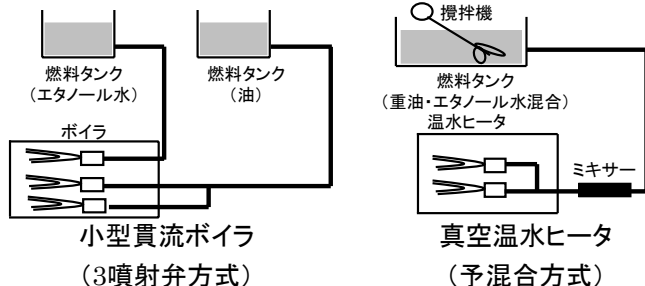 燃料タンク
（エタノール水）
燃料タンク
（油）
ボイラ
小型貫流ボイラ
（3噴射弁方式）
攪拌機
燃料タンク
（重油・エタノール水混合）
温水ヒータ
ミキサー
真空温水ヒータ
（予混合方式）